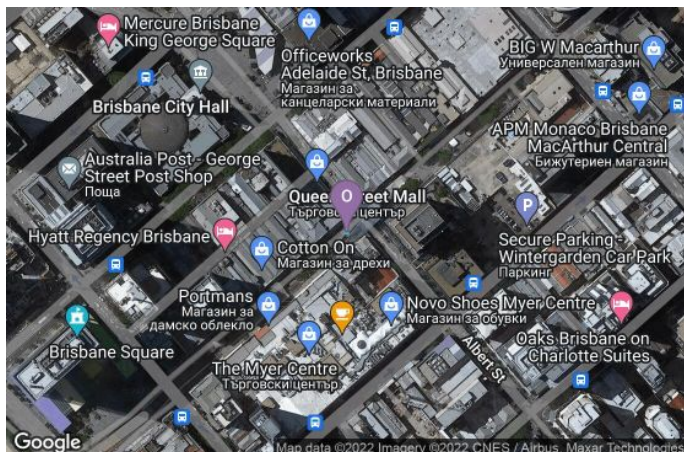 Mercure Brisbane
King George Square
Officeworks
Adelaide St, Brisbane
Магазин за
канцеларски материали
BIG W Macarthur
Универсален магазин
Brisbane City Hall
APM Monaco Brisbane
MacArthur Central
Бижутериен магазин
Australia Post - George
Street Post Shop
Поща
Queen Street Mall
Търговски център
O
P
Hyatt Regency Brisbane
Cotton On
Магазин за дрехи
Secure Parking -
Wintergarden Car Park
Паркинг
Portmans
Магазин за
дамско облекло
Novo Shoes Myer Centre
Магазин за обувки
Brisbane Square
The Myer Centre
Търговски център
Albert St
Oaks Brisbane on
Charlotte Suites
Google
Map data ©2022 Imagery ©2022 CNES / Airbus, Maxar Technologies